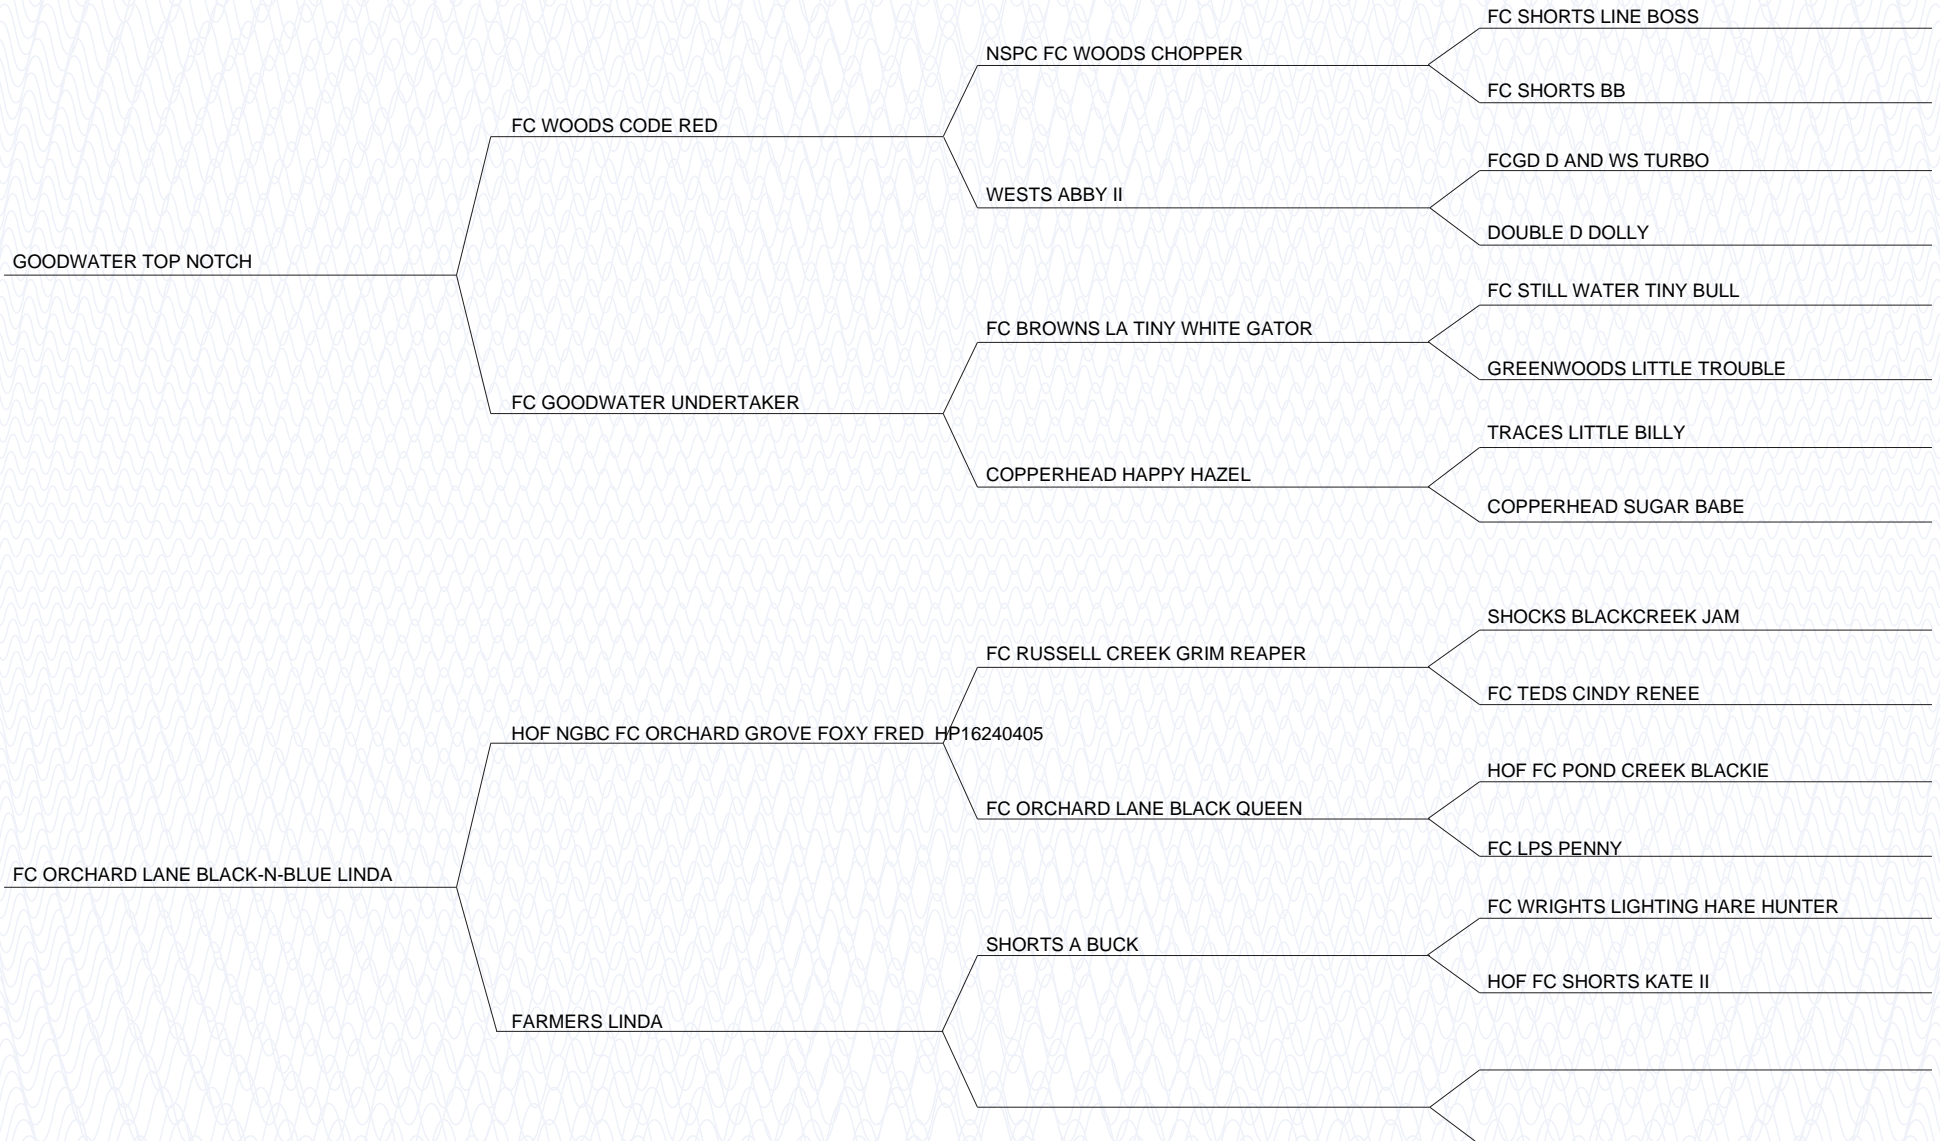 FC SHORTS LINE BOSS
NSPC FC WOODS CHOPPER
FC SHORTS BB
FC WOODS CODE RED
FCGD D AND WS TURBO
WESTS ABBY II
DOUBLE D DOLLY
GOODWATER TOP NOTCH
FC STILL WATER TINY BULL
FC BROWNS LA TINY WHITE GATOR
GREENWOODS LITTLE TROUBLE
FC GOODWATER UNDERTAKER
TRACES LITTLE BILLY
COPPERHEAD HAPPY HAZEL
COPPERHEAD SUGAR BABE
SHOCKS BLACKCREEK JAM
FC RUSSELL CREEK GRIM REAPER
FC TEDS CINDY RENEE
HOF NGBC FC ORCHARD GROVE FOXY FRED  HP16240405
HOF FC POND CREEK BLACKIE
FC ORCHARD LANE BLACK QUEEN
FC LPS PENNY
FC ORCHARD LANE BLACK-N-BLUE LINDA
FC WRIGHTS LIGHTING HARE HUNTER
SHORTS A BUCK
HOF FC SHORTS KATE II
FARMERS LINDA